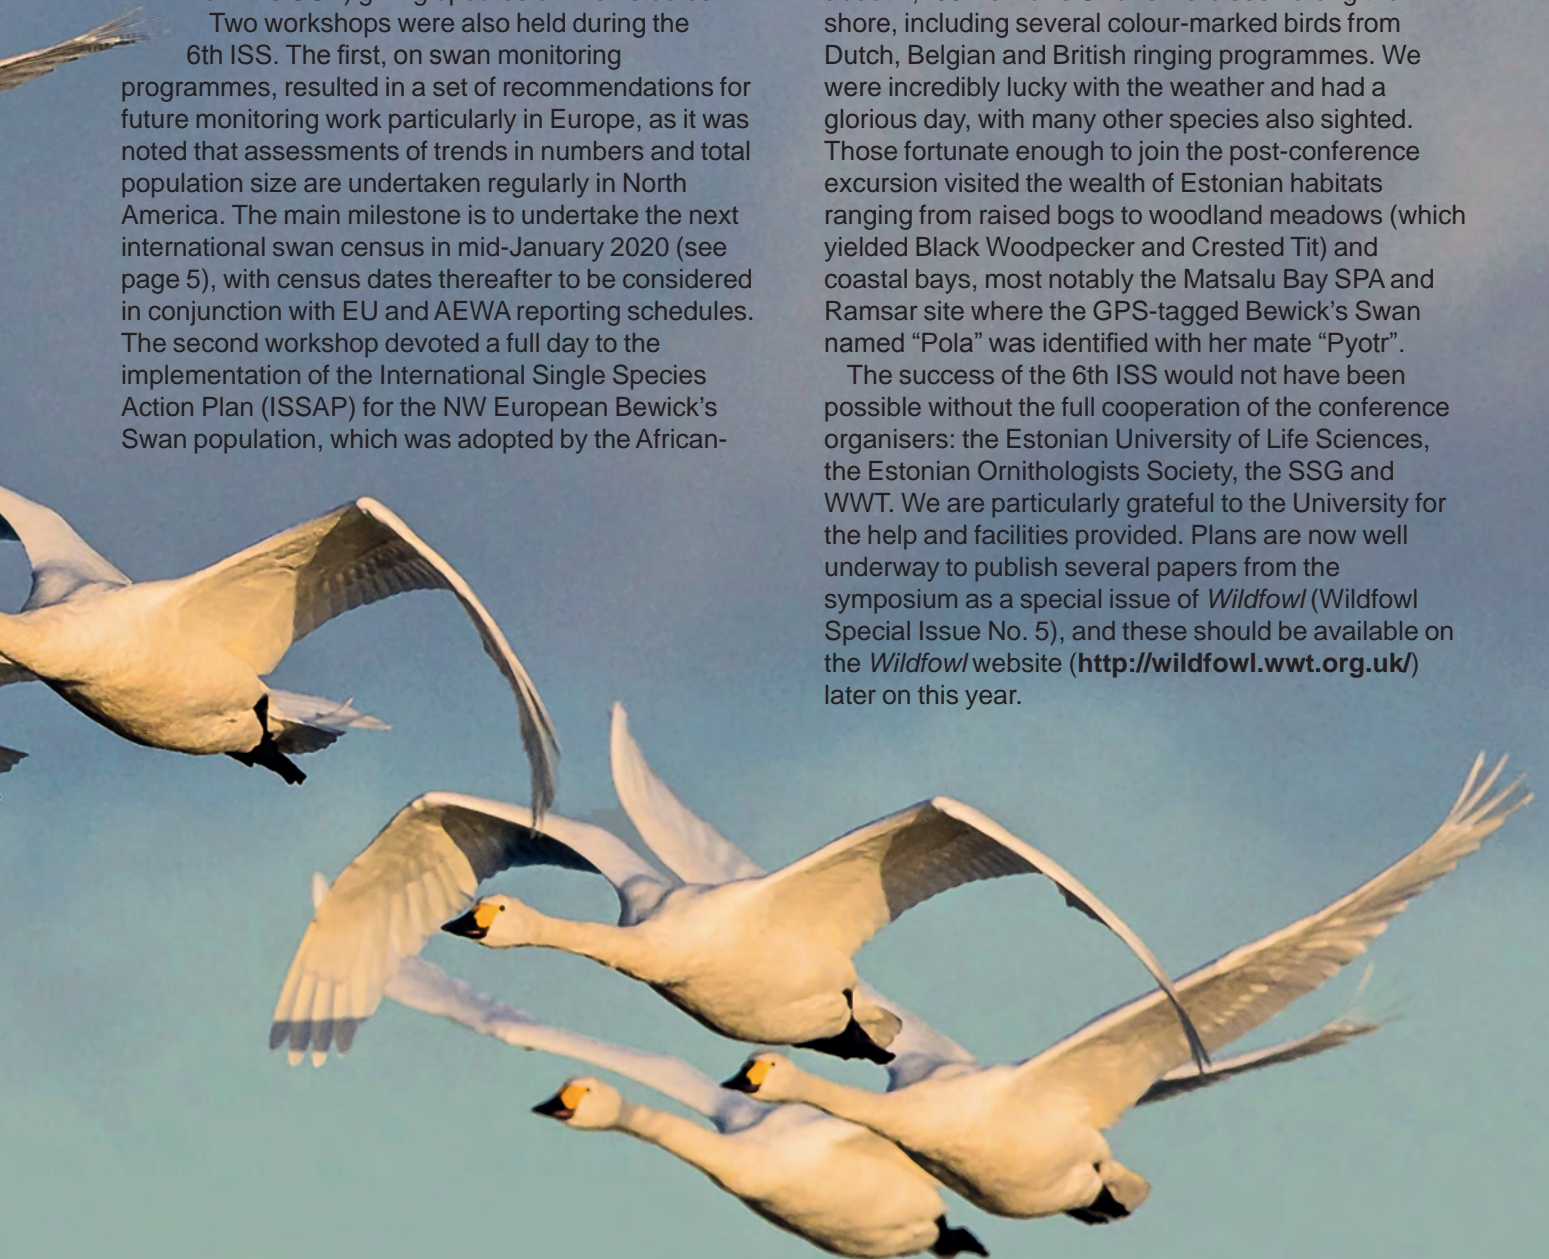 Two workshops were also held during the
6th ISS. The first, on swan monitoring
programmes, resulted in a set of recommendations for
future monitoring work particularly in Europe, as it was
noted that assessments of trends in numbers and total
population size are undertaken regularly in North
America. The main milestone is to undertake the next
international swan census in mid-January 2020 (see
page 5), with census dates thereafter to be considered
in conjunction with EU and AEWA reporting schedules.
The second workshop devoted a full day to the
implementation of the International Single Species
Action Plan (ISSAP) for the NW European Bewick's
Swan population, which was adopted by the African-
shore, including several colour-marked birds from
Dutch, Belgian and British ringing programmes. We
were incredibly lucky with the weather and had a
glorious day, with many other species also sighted.
Those fortunate enough to join the post-conference
excursion visited the wealth of Estonian habitats
ranging from raised bogs to woodland meadows (which
yielded Black Woodpecker and Crested Tit) and
coastal bays, most notably the Matsalu Bay SPA and
Ramsar site where the GPS-tagged Bewick's Swan
named “Pola” was identified with her mate “Pyotr”.
The success of the 6th ISS would not have been
possible without the full cooperation of the conference
organisers: the Estonian University of Life Sciences,
the Estonian Ornithologists Society, the SSG and
WWT. We are particularly grateful to the University for
the help and facilities provided. Plans are now well
underway to publish several papers from the
symposium as a special issue of Wildfowl (Wildfowl
Special Issue No. 5), and these should be available on
the Wildfowl website (http://wildfowl.wwt.org.uk/)
later on this year.